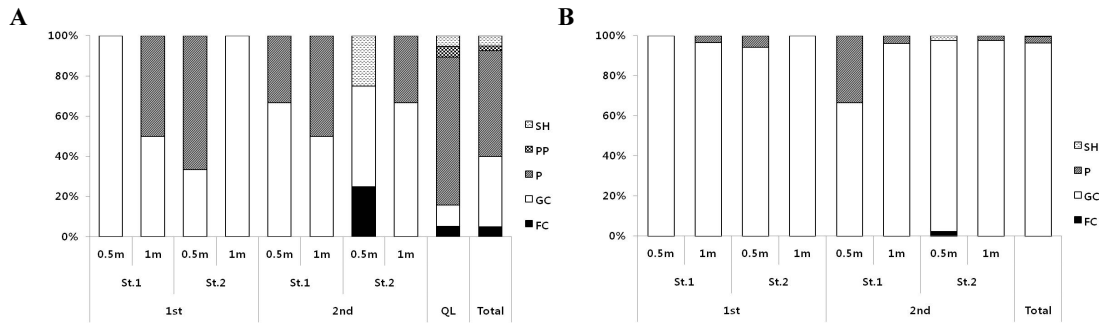 A
B
100%
80%
60%
40%
20%
0%
SH
PP
P
GC
FC
0.5m 1m 0.5m 1m 0.5m 1m 0.5m 1m
St.1 St.2 St.1 St.2
1st 2nd QL Total
100%
80%
60%
40%
20%
0%
SH
P
GC
FC
0.5m 1m 0.5m 1m 0.5m 1m 0.5m 1m
St.1 St.2 St.1 St.2
1st 2nd Total